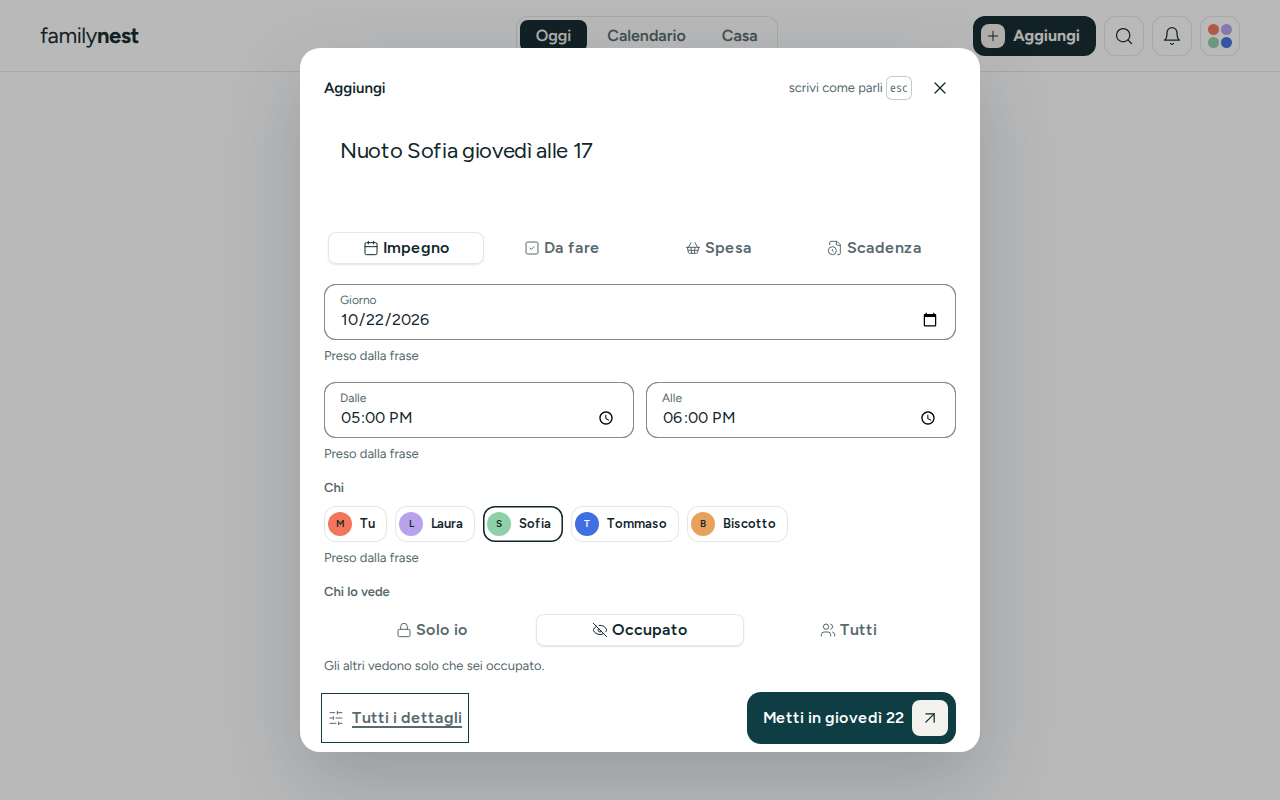 familynest
Oggi Calendario Casa
Aggiungi
Aggiungi
scrivi come parli esc
Nuoto Sofia giovedì alle 17
Impegno Da fare Spesa Scadenza
Giorno
10/22/2026
Preso dalla frase
Dalle Alle
05:00 PM 06:00 PM
Preso dalla frase
Chi
M Tu L Laura S Sofia T Tommaso B Biscotto
Preso dalla frase
Chi lo vede
Solo io Occupato Tutti
Gli altri vedono solo che sei occupato.
Tutti i dettagli Metti in giovedì 22